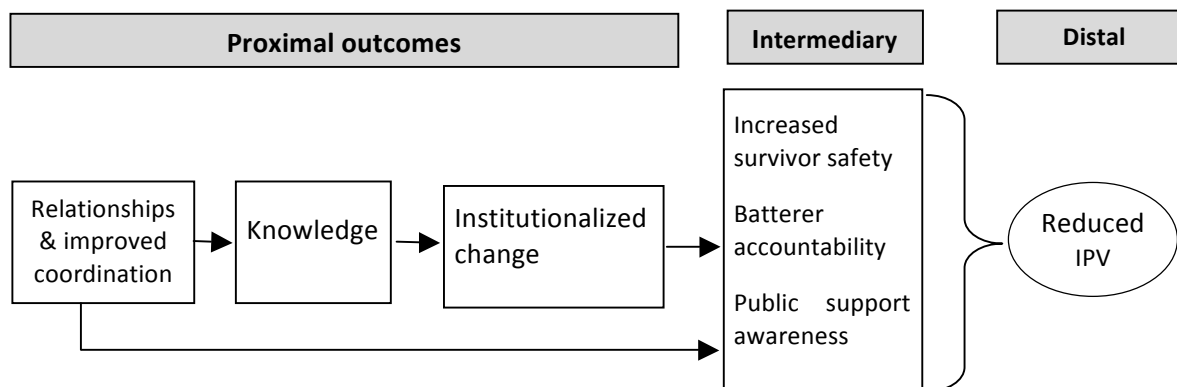 Proximal outcomes
Intermediary
Distal
Relationships
& improved
coordination
Knowledge
Institutionalized
change
Increased
survivor safety
Batterer
accountability
Public support
awareness
Reduced
IPV